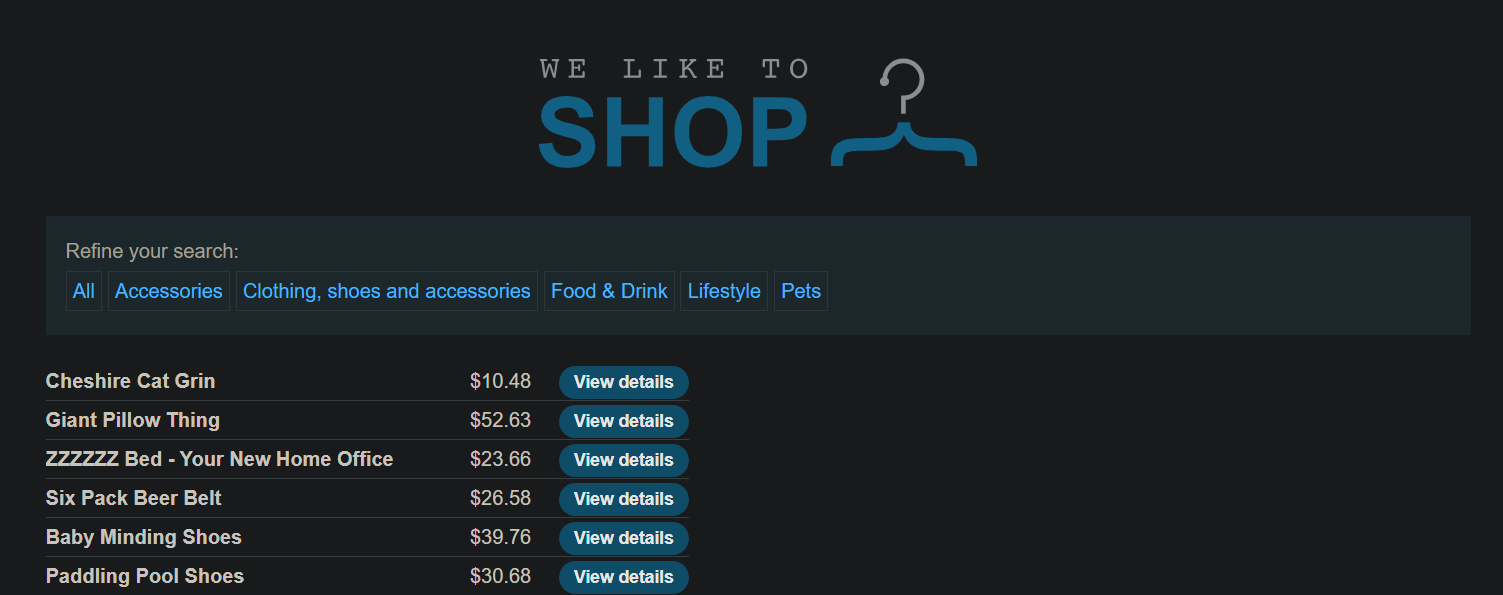 WE LIKE TO
SHOP
Refine your search:
All Accessories Clothing, shoes and accessories Food & Drink Lifestyle Pets
Cheshire Cat Grin $10.48 View details
Giant Pillow Thing $52.63 View details
ZZZZZZ Bed - Your New Home Office $23.66 View details
Six Pack Beer Belt $26.58 View details
Baby Minding Shoes $39.76 View details
Paddling Pool Shoes $30.68 View details